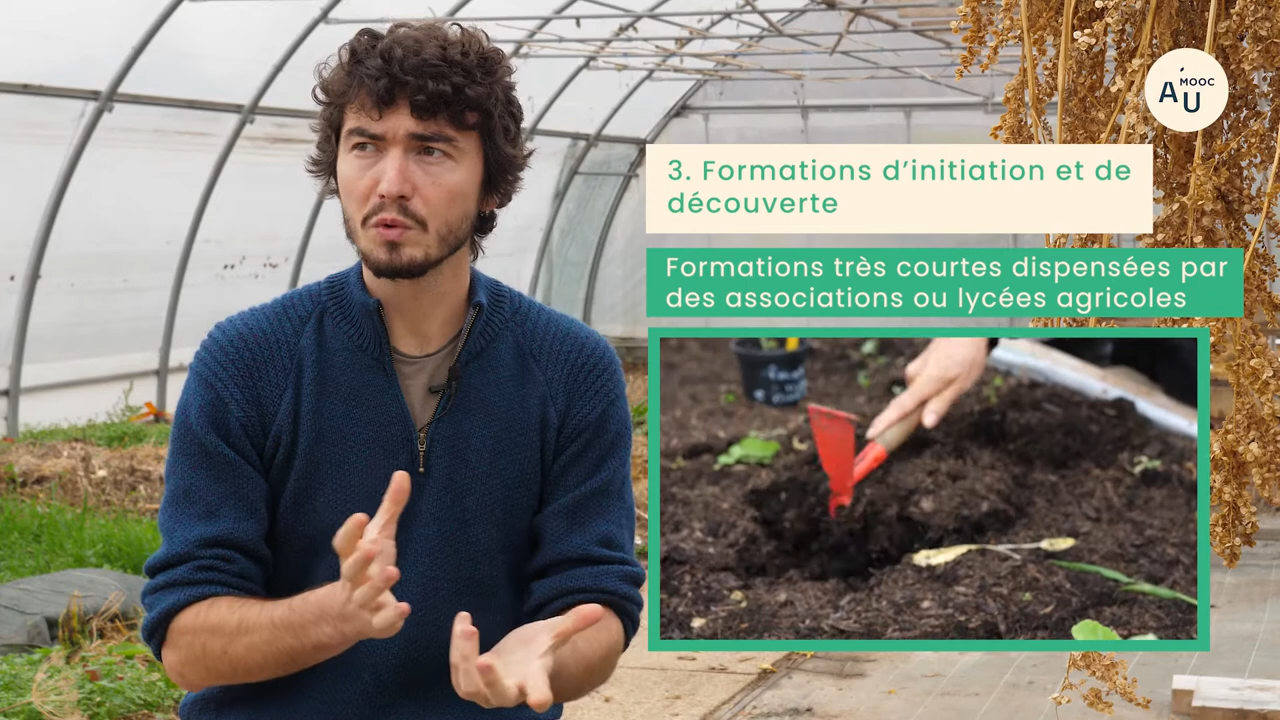 MOOC
AU
3. Formations d’initiation et de
découverte
Formations très courtes dispensées par
des associations ou lycées agricoles